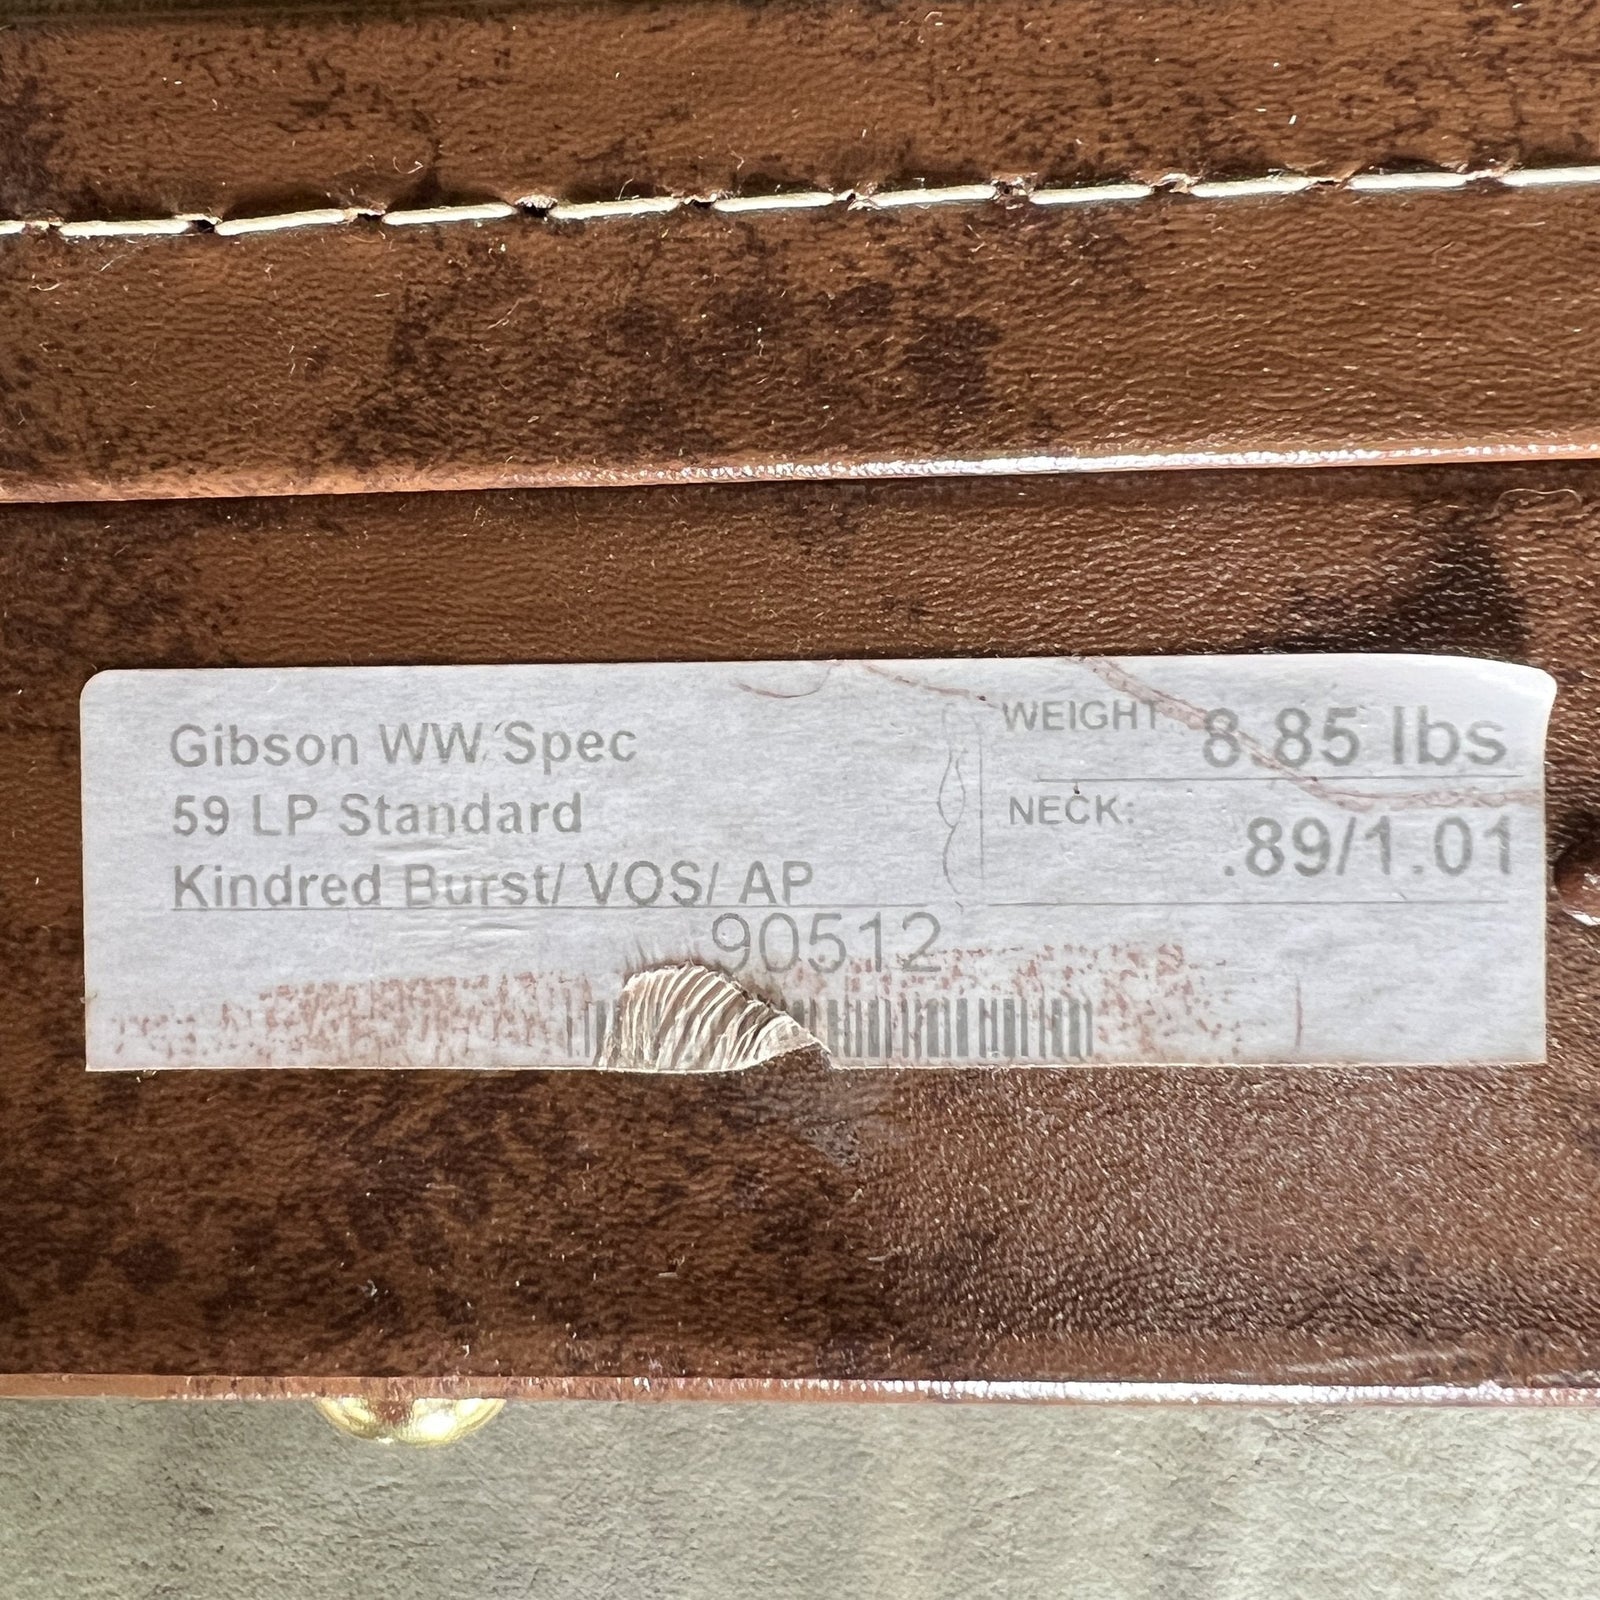 Gibson WW Spec
59 LP Standard
Kindred Burst/ VOS/ AP
WEIGHT: 8.85 lbs
NECK:
.89/1.01
90512